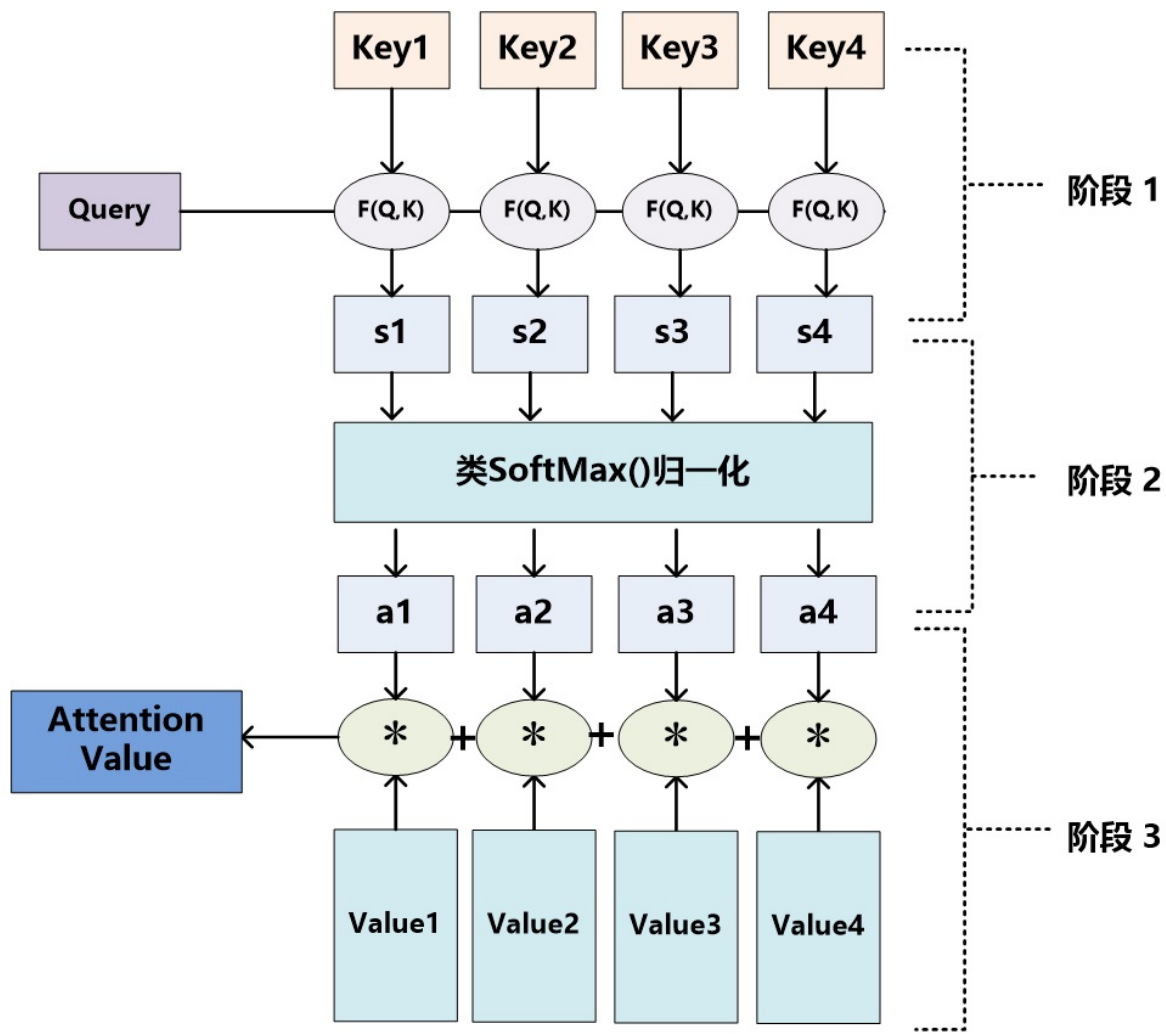 Key1 Key2 Key3 Key4
阶段 1
Query F(Q,K) F(Q,K) F(Q,K) F(Q,K)
s1 s2 s3 s4
类SoftMax()归一化
阶段 2
a1 a2 a3 a4
Attention
Value
* + * + * + *
阶段 3
Value1 Value2 Value3 Value4